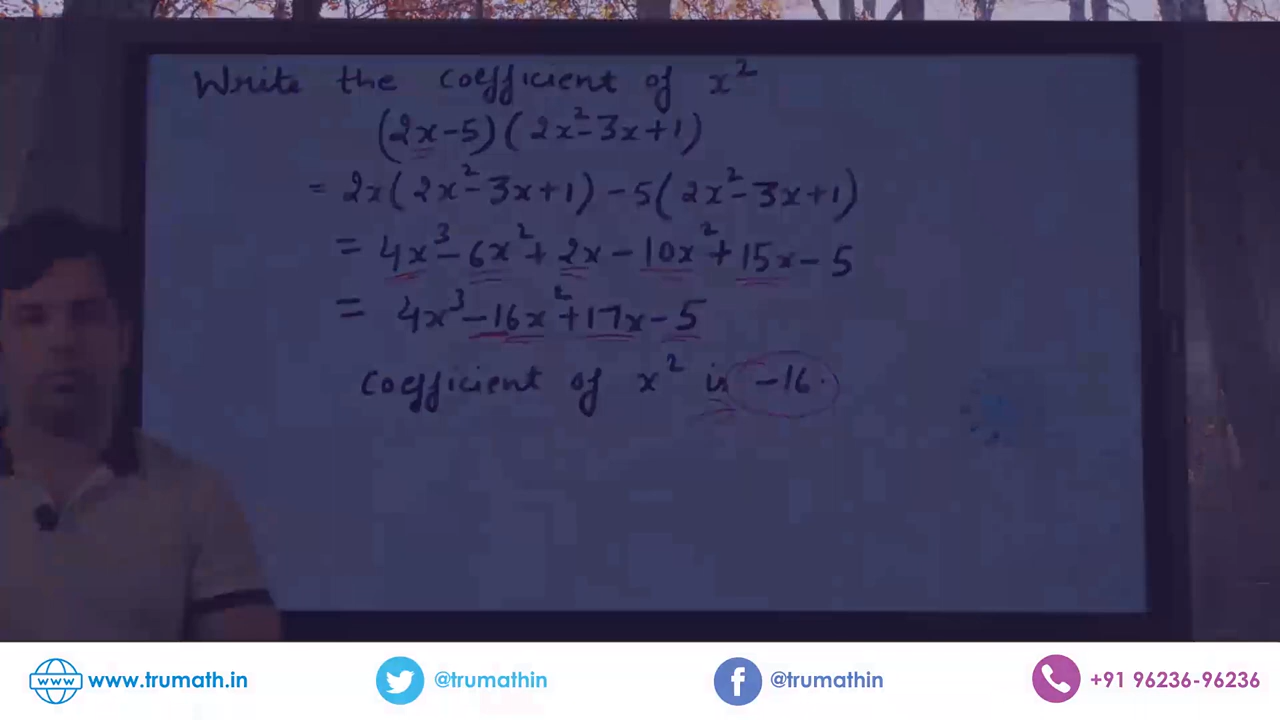 Write the coefficient of x²
(2x-5)(2x²-3x+1)
= 2x(2x²-3x+1) -5(2x²-3x+1)
= 4x³-6x²+2x-10x²+15x-5
= 4x³-16x²+17x-5
coefficient of x² is -16.
www.trumath.in @trumathin @trumathin +91 96236-96236